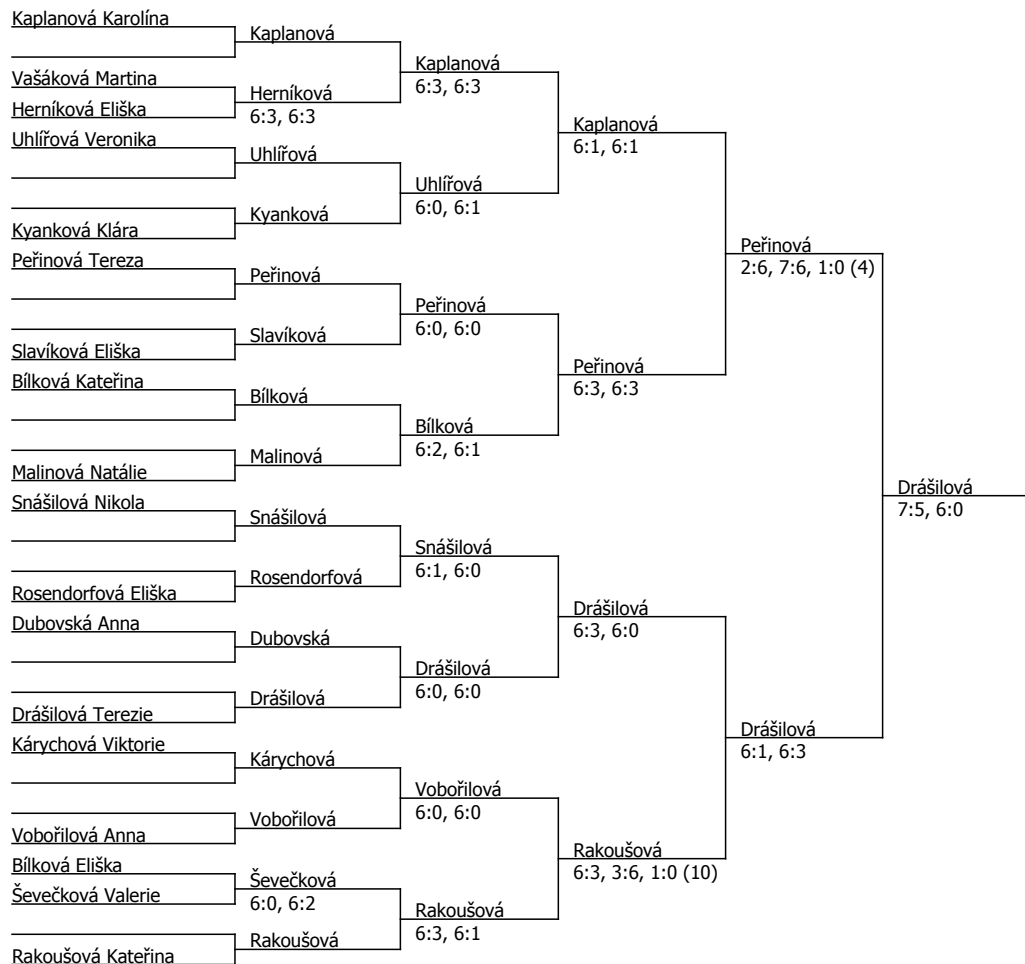 Kaplanová Karolína
Kaplanová
Kaplanová
6:3, 6:3
Vašáková Martina
Herníková
6:3, 6:3
Herníková Eliška
Kaplanová
6:1, 6:1
Uhlířová Veronika
Uhlířová
Uhlířová
6:0, 6:1
Kyanková
Kyanková Klára
Peřinová
2:6, 7:6, 1:0 (4)
Peřinová Tereza
Peřinová
Peřinová
6:0, 6:0
Slavíková
Slavíková Eliška
Peřinová
6:3, 6:3
Bílková Kateřina
Bílková
Bílková
6:2, 6:1
Malinová
Malinová Natálie
Drášilová
7:5, 6:0
Snášilová Nikola
Snášilová
Snášilová
6:1, 6:0
Rosendorfová
Rosendorfová Eliška
Drášilová
6:3, 6:0
Dubovská Anna
Dubovská
Drášilová
6:0, 6:0
Drášilová
Drášilová Terezie
Drášilová
6:1, 6:3
Kárychová Viktorie
Kárychová
Vobořilová
6:0, 6:0
Vobořilová
Vobořilová Anna
Rakoušová
6:3, 3:6, 1:0 (10)
Bílková Eliška
Ševečková
6:0, 6:2
Ševečková Valerie
Rakoušová
6:3, 6:1
Rakoušová
Rakoušová Kateřina